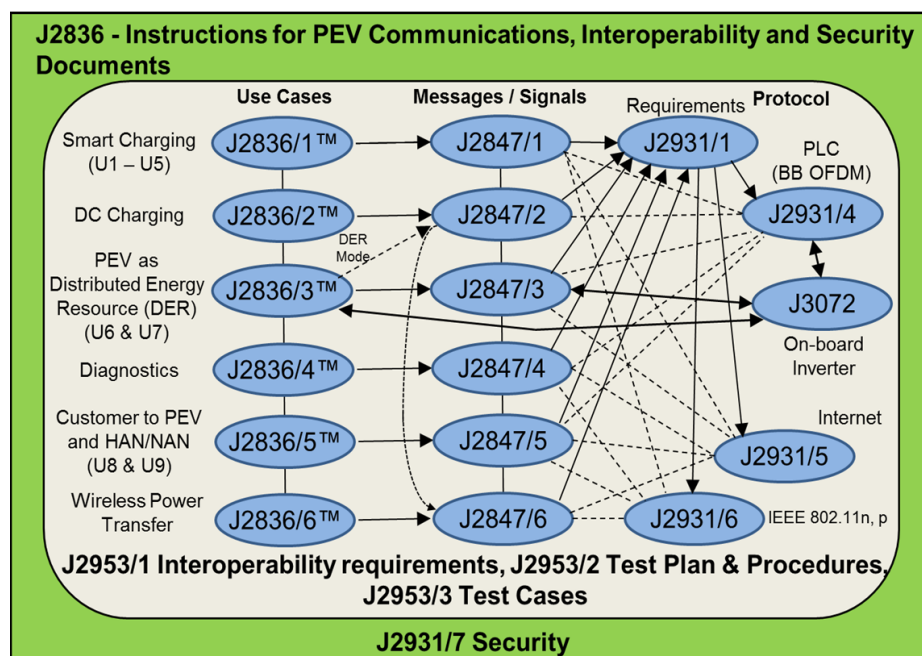 J2836 - Instructions for PEV Communications, Interoperability and Security
Documents
Use Cases
Messages / Signals
Requirements
Protocol
Smart Charging
(U1 – U5)
J2836/1™
J2847/1
J2931/1
PLC
(BB OFDM)
DC Charging
J2836/2™
J2847/2
J2931/4
DER
Mode
PEV as
Distributed Energy
Resource (DER)
(U6 & U7)
J2836/3™
J2847/3
J3072
On-board
Inverter
Diagnostics
J2836/4™
J2847/4
Customer to PEV
and HAN/NAN
(U8 & U9)
J2836/5™
J2847/5
Internet
J2931/5
Wireless Power
Transfer
J2836/6™
J2847/6
J2931/6
IEEE 802.11n, p
J2953/1 Interoperability requirements, J2953/2 Test Plan & Procedures,
J2953/3 Test Cases
J2931/7 Security